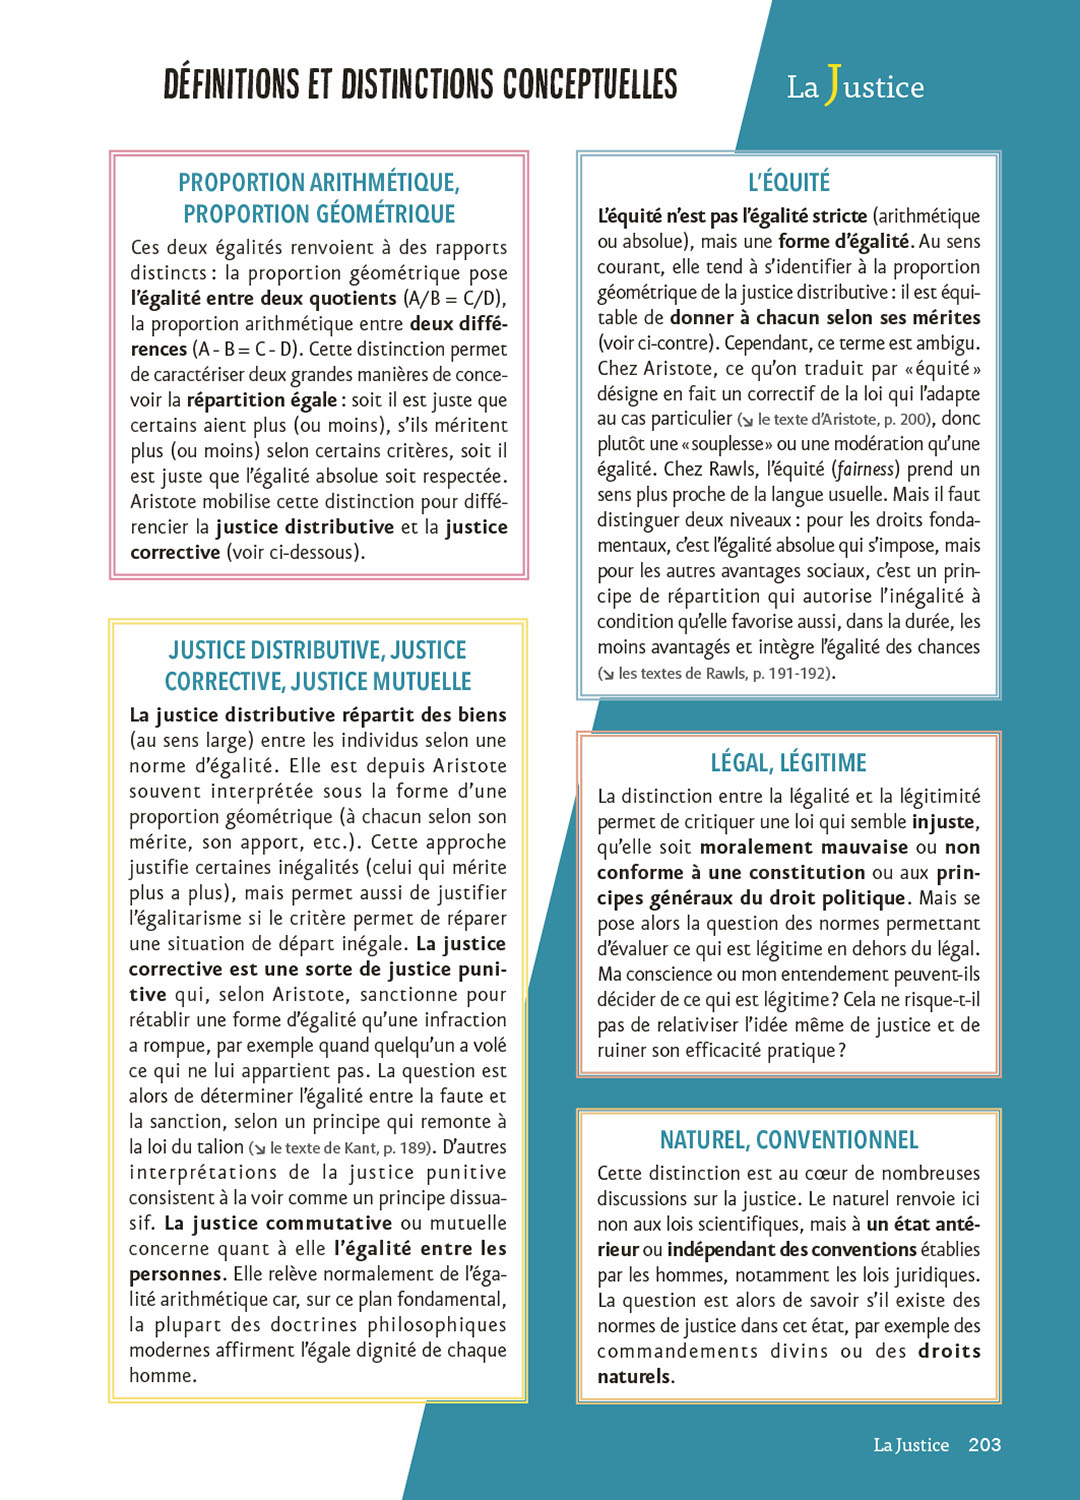 DÉFINITIONS ET DISTINCTIONS CONCEPTUELLES
La Justice
PROPORTION ARITHMÉTIQUE,
PROPORTION GÉOMÉTRIQUE
Ces deux égalités renvoient à des rapports
distincts : la proportion géométrique pose
l'égalité entre deux quotients (A/B = C/D),
la proportion arithmétique entre deux diffé-
rences (A - B = C - D). Cette distinction permet
de caractériser deux grandes manières de conce-
voir la répartition égale : soit il est juste que
certains aient plus (ou moins), s'ils méritent
plus (ou moins) selon certains critères, soit il
est juste que l'égalité absolue soit respectée.
Aristote mobilise cette distinction pour diffé-
rencier la justice distributive et la justice
corrective (voir ci-dessous).
JUSTICE DISTRIBUTIVE, JUSTICE
CORRECTIVE, JUSTICE MUTUELLE
La justice distributive répartit des biens
(au sens large) entre les individus selon une
norme d'égalité. Elle est depuis Aristote
souvent interprétée sous la forme d'une
proportion géométrique (à chacun selon son
mérite, son apport, etc.). Cette approche
justifie certaines inégalités (celui qui mérite
plus a plus), mais permet aussi de justifier
l'égalitarisme si le critère permet de réparer
une situation de départ inégale. La justice
corrective est une sorte de justice puni-
tive qui, selon Aristote, sanctionne pour
rétablir une forme d'égalité qu'une infraction
a rompue, par exemple quand quelqu'un a volé
ce qui ne lui appartient pas. La question est
alors de déterminer l'égalité entre la faute et
la sanction, selon un principe qui remonte à
la loi du talion (↘ le texte de Kant, p. 189). D'autres
interprétations de la justice punitive
consistent à la voir comme un principe dissua-
sif. La justice commutative ou mutuelle
concerne quant à elle l'égalité entre les
personnes. Elle relève normalement de l'éga-
lité arithmétique car, sur ce plan fondamental,
la plupart des doctrines philosophiques
modernes affirment l'égale dignité de chaque
homme.
L'ÉQUITÉ
L'équité n'est pas l'égalité stricte (arithmétique
ou absolue), mais une forme d'égalité. Au sens
courant, elle tend à s'identifier à la proportion
géométrique de la justice distributive : il est équi-
table de donner à chacun selon ses mérites
(voir ci-contre). Cependant, ce terme est ambigu.
Chez Aristote, ce qu'on traduit par « équité »
désigne en fait un correctif de la loi qui l'adapte
au cas particulier (↘ le texte d'Aristote, p. 200), donc
plutôt une « souplesse » ou une modération qu'une
égalité. Chez Rawls, l'équité (fairness) prend un
sens plus proche de la langue usuelle. Mais il faut
distinguer deux niveaux : pour les droits fonda-
mentaux, c'est l'égalité absolue qui s'impose, mais
pour les autres avantages sociaux, c'est un prin-
cipe de répartition qui autorise l'inégalité à
condition qu'elle favorise aussi, dans la durée, les
moins avantagés et intègre l'égalité des chances
(↘ les textes de Rawls, p. 191-192).
LÉGAL, LÉGITIME
La distinction entre la légalité et la légitimité
permet de critiquer une loi qui semble injuste,
qu'elle soit moralement mauvaise ou non
conforme à une constitution ou aux prin-
cipes généraux du droit politique. Mais se
pose alors la question des normes permettant
d'évaluer ce qui est légitime en dehors du légal.
Ma conscience ou mon entendement peuvent-ils
décider de ce qui est légitime ? Cela ne risque-t-il
pas de relativiser l'idée même de justice et de
ruiner son efficacité pratique ?
NATUREL, CONVENTIONNEL
Cette distinction est au cœur de nombreuses
discussions sur la justice. Le naturel renvoie ici
non aux lois scientifiques, mais à un état anté-
rieur ou indépendant des conventions établies
par les hommes, notamment les lois juridiques.
La question est alors de savoir s'il existe des
normes de justice dans cet état, par exemple des
commandements divins ou des droits
naturels.
La Justice 203